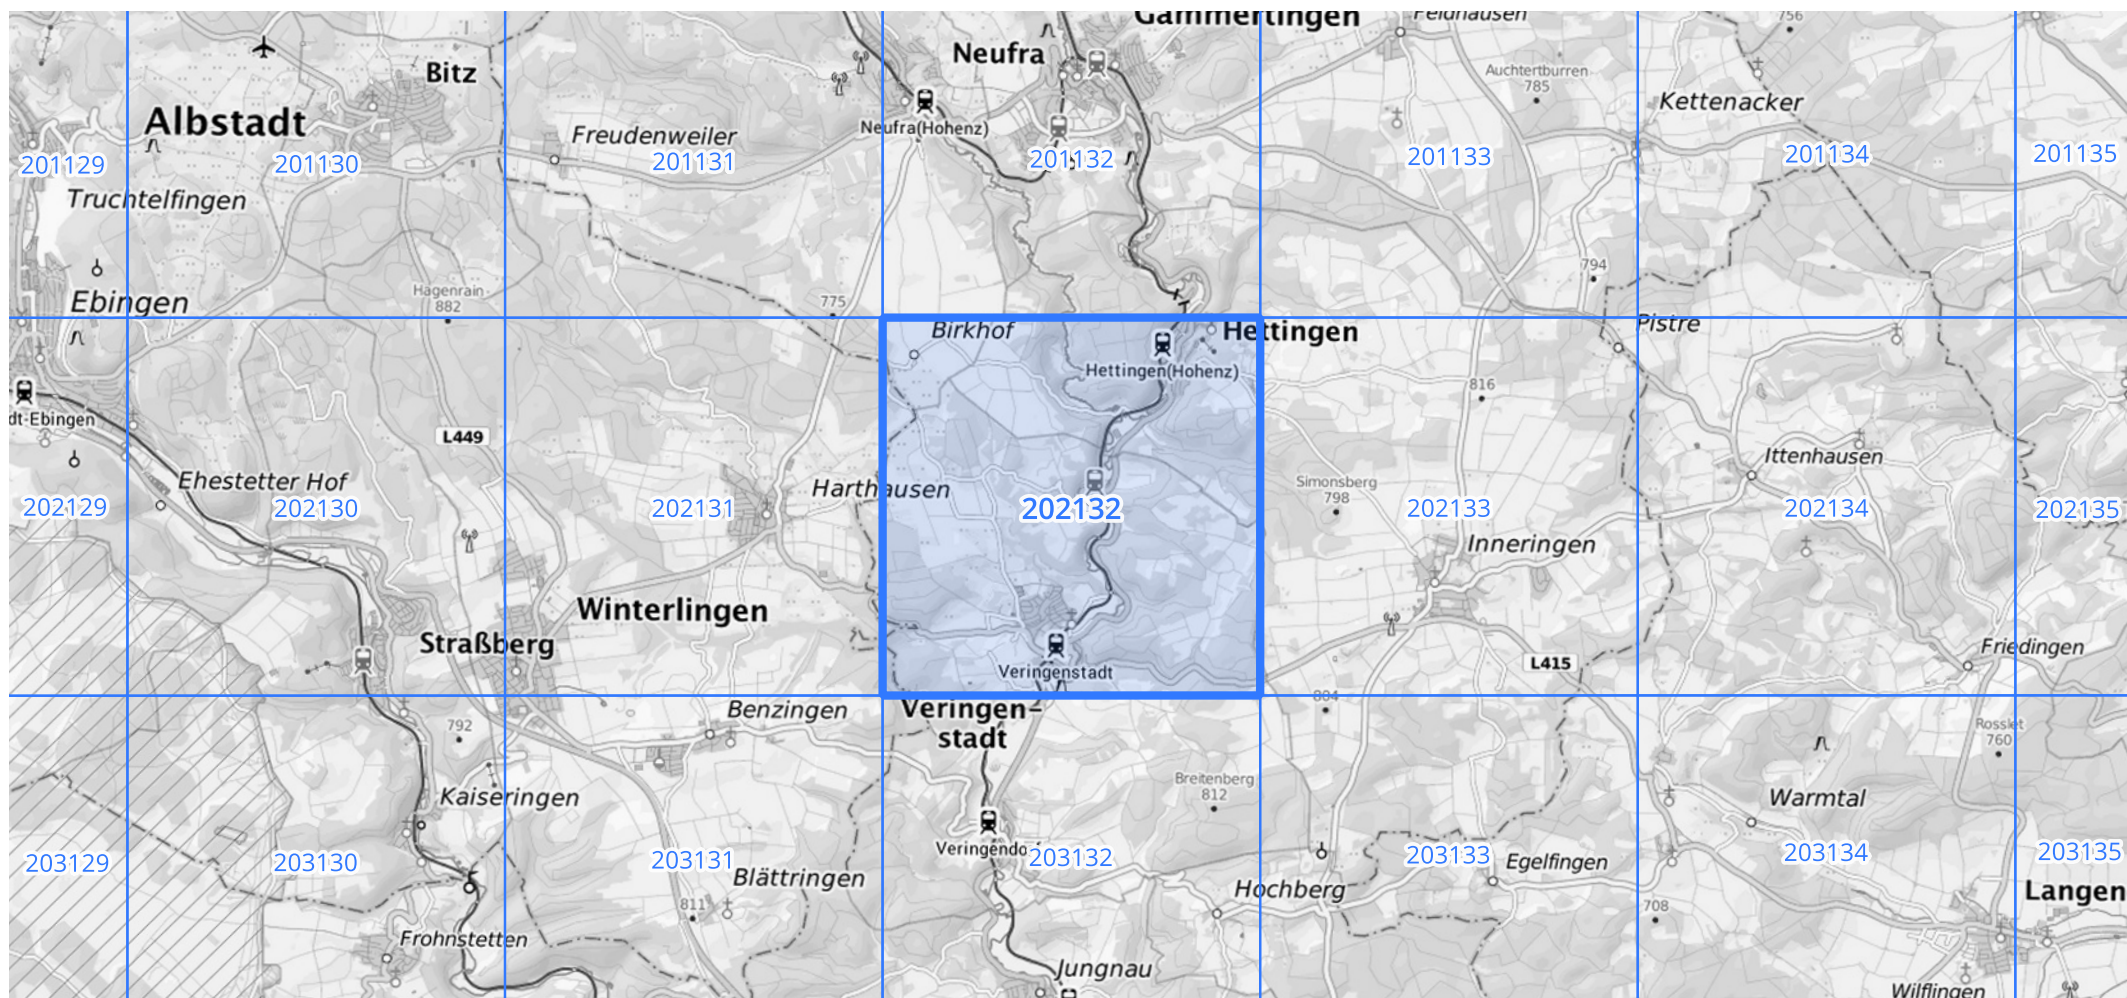 Gammertingen
Feldhausen
756
Neufra
Bitz
Auchtertburren
785
Kettenacker
Albstadt
Neufra(Hohenz)
Freudenweiler
201129
201130
201131
201132
201133
201134
201135
Truchtelfingen
794
Hagenrain
882
Ebingen
775
Birkhof
Hettingen
Pistre
Hettingen(Hohenz)
816
dt-Ebingen
L449
Ittenhausen
Ehestetter Hof
Harthausen
Simonsberg
798
202129
202130
202131
202132
202133
202134
202135
Inneringen
Winterlingen
Straßberg
Friedingen
L415
Veringenstadt
804
Benzingen
Veringen-
stadt
792
Rosslet
760
Breitenberg
812
Kaiseringen
Warmtal
Veringendo
203129
203130
203131
203132
203133
203134
203135
Egelfingen
Blättringen
Hochberg
Langen
811
708
Frohnstetten
Jungnau
Wilflingen